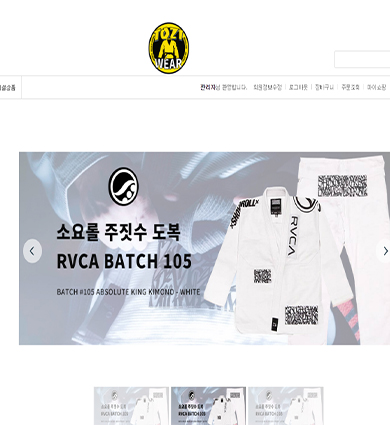 TOZI
WEAR
관리자님 환영합니다. 회원정보수정 | 로그아웃 | 장바구니 | 주문조회 | 마이쇼핑
소요롤 주짓수 도복
RVCA BATCH 105
BATCH #105 ABSOLUTE KING KIMONO - WHITE
SHOYOROLL
RVCA
소요롤 주짓수 도복
RVCA BATCH 105
소요롤 주짓수 도복
RVCA BATCH 105
소요롤 주짓수 도복
RVCA BATCH 105